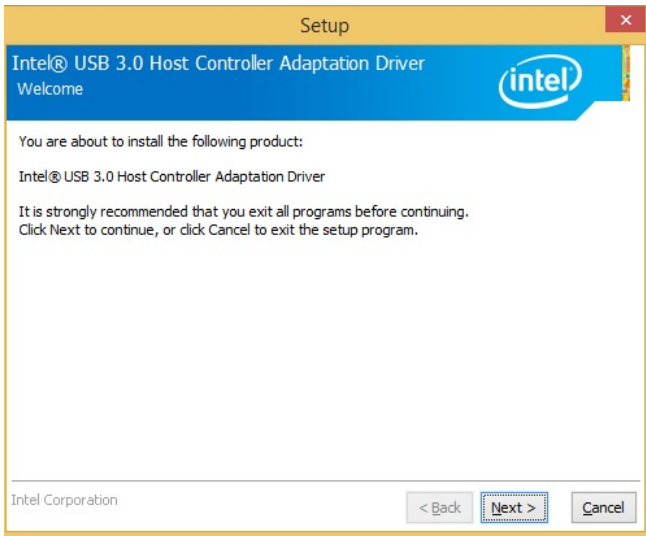 Setup
Intel® USB 3.0 Host Controller Adaptation Driver
Welcome
intel
You are about to install the following product:
Intel® USB 3.0 Host Controller Adaptation Driver
It is strongly recommended that you exit all programs before continuing.
Click Next to continue, or click Cancel to exit the setup program.
Intel Corporation
< Back Next > Cancel